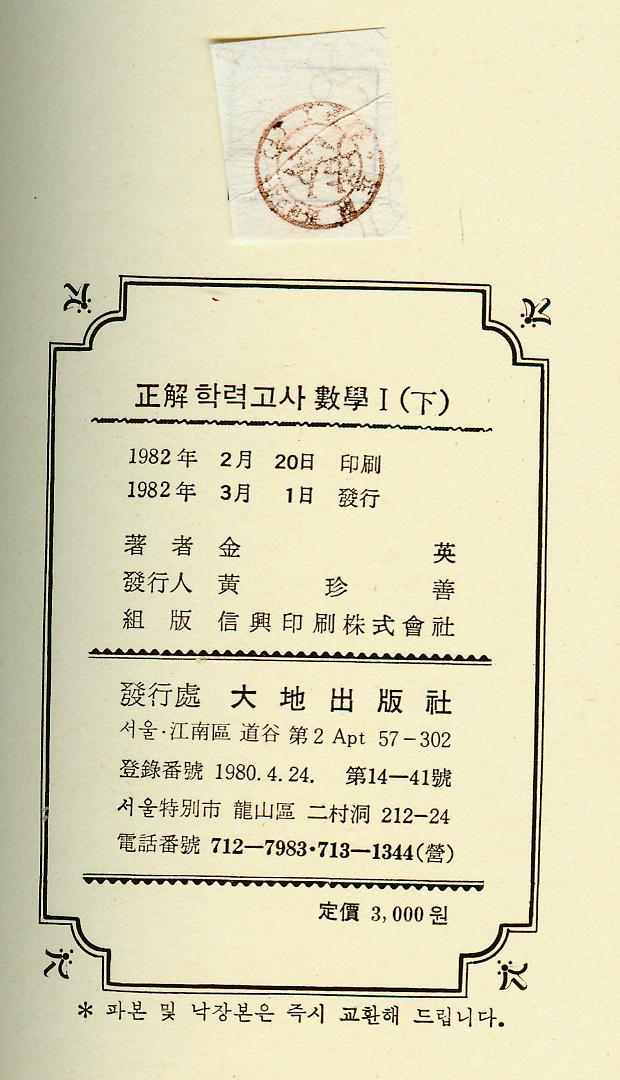 正解 학력고사 數學 I (下)
1982年 2月 20日 印刷
1982年 3月 1日 發行
著者 金 英
發行人 黃 珍 善
組版 信興印刷株式會社
發行處 大地出版社
서울·江南區 道谷 第2 Apt 57-302
登錄番號 1980. 4. 24. 第14—41號
서울特別市 龍山區 二村洞 212-24
電話番號 712—7983·713—1344(營)
定價 3,000원
* 파본 및 낙장본은 즉시 교환해 드립니다.